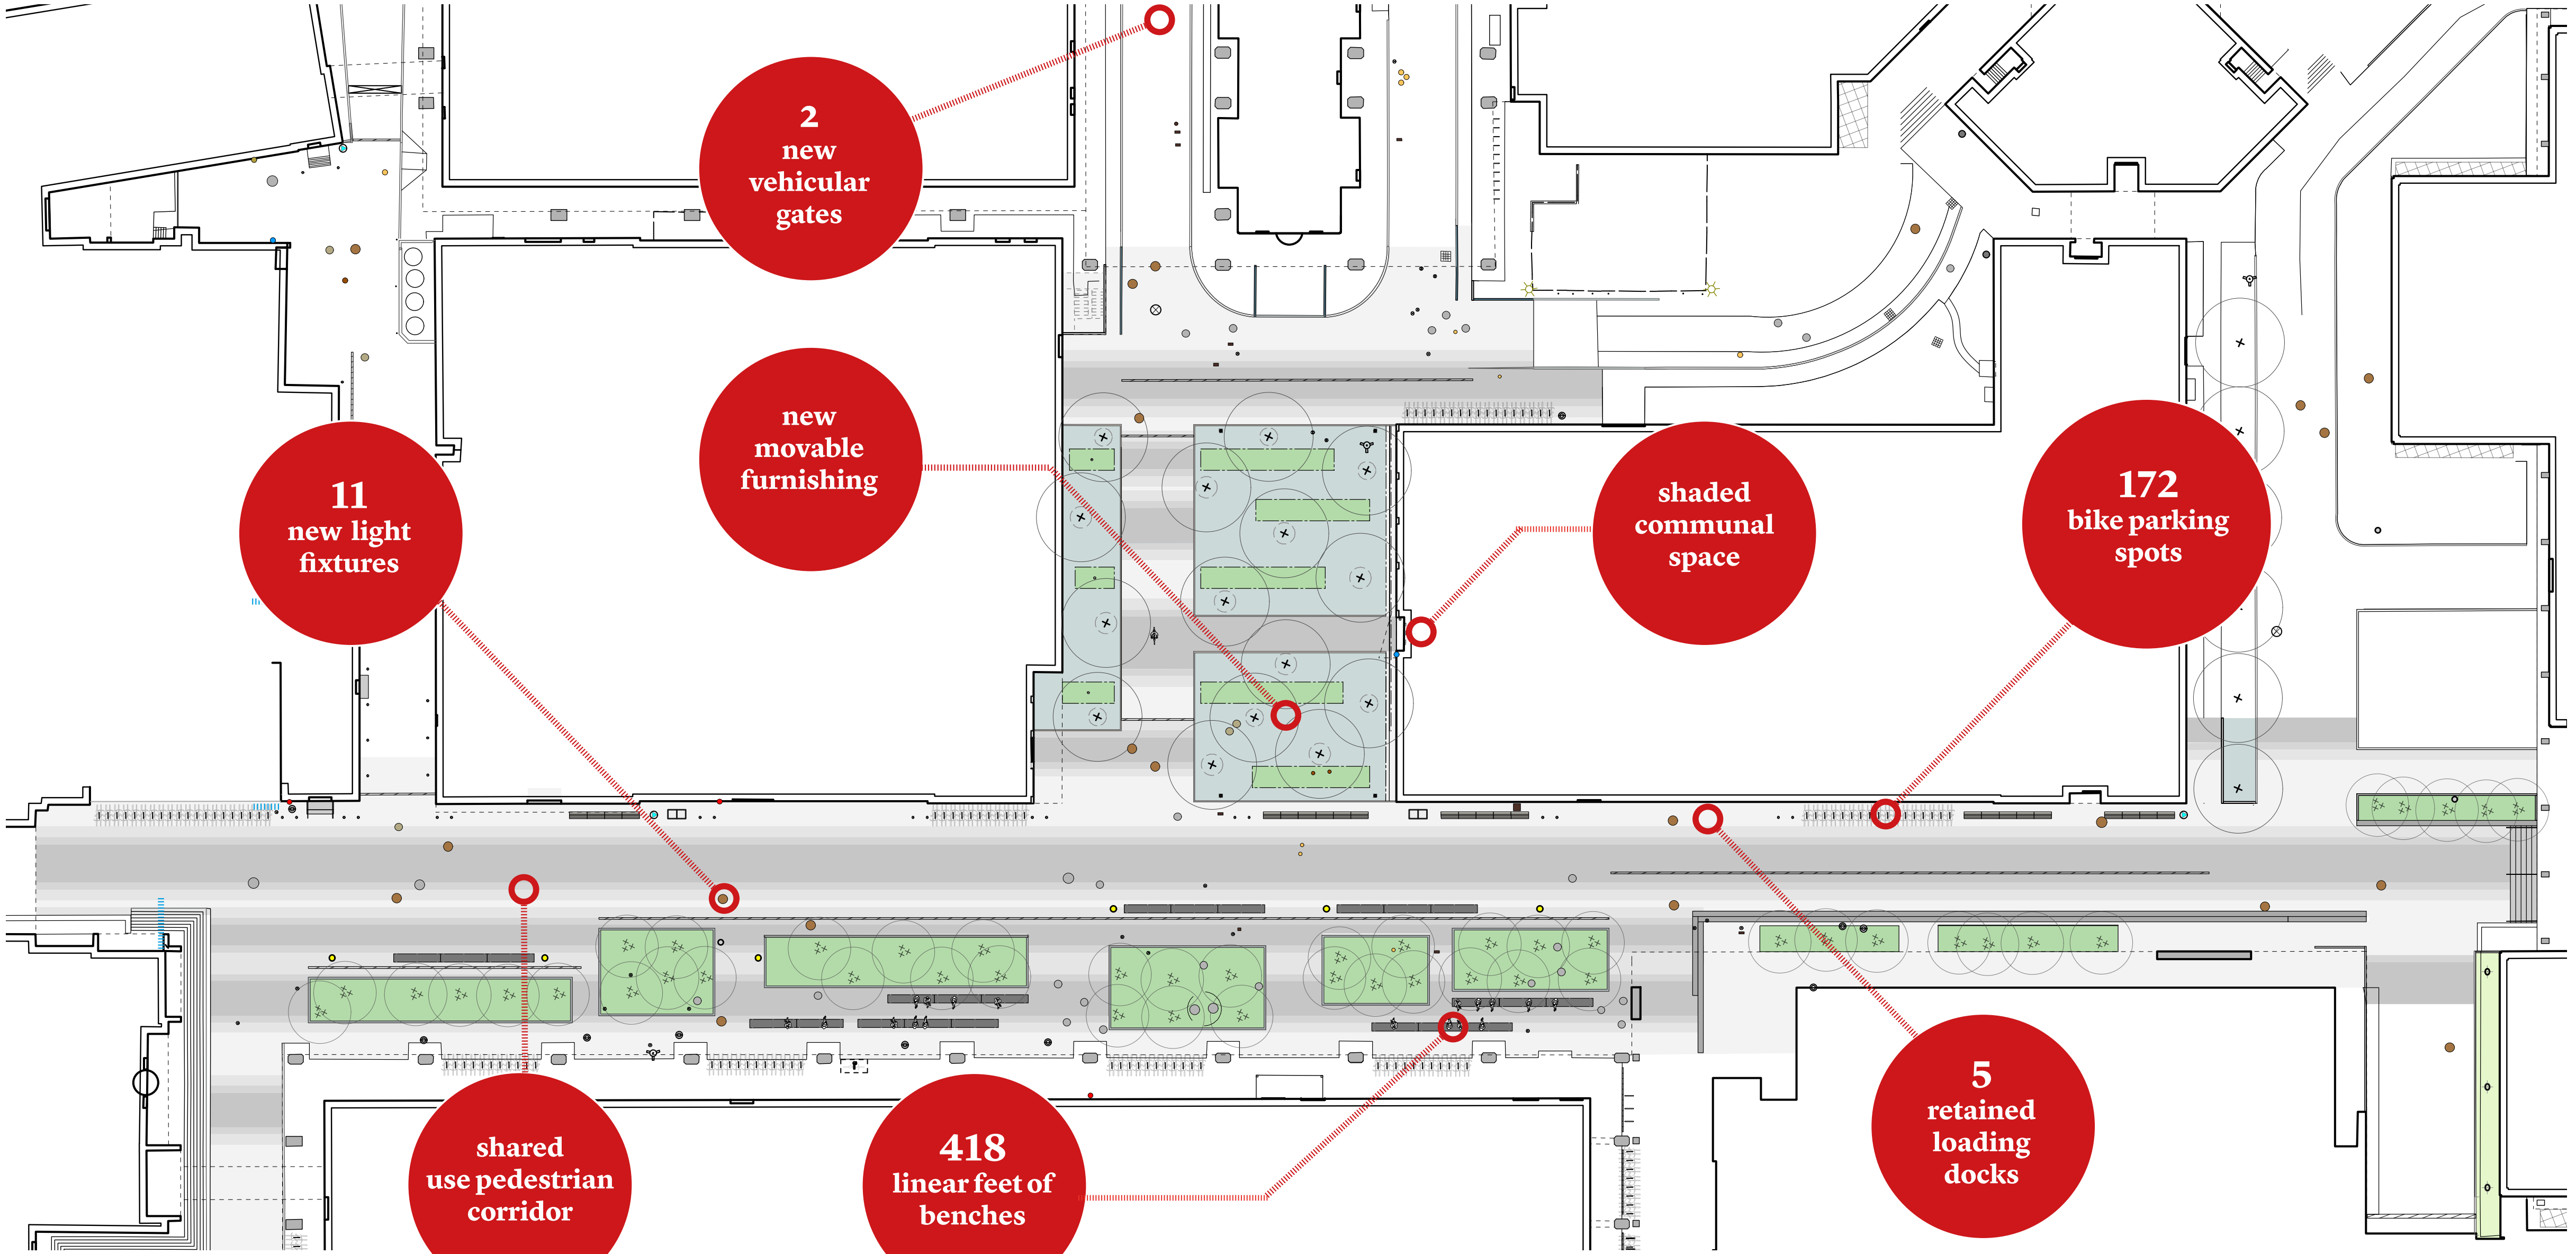 2
new
vehicular
gates
new
movable
furnishing
11
new light
fixtures
shaded
communal
space
172
bike parking
spots
shared
use pedestrian
corridor
418
linear feet of
benches
5
retained
loading
docks